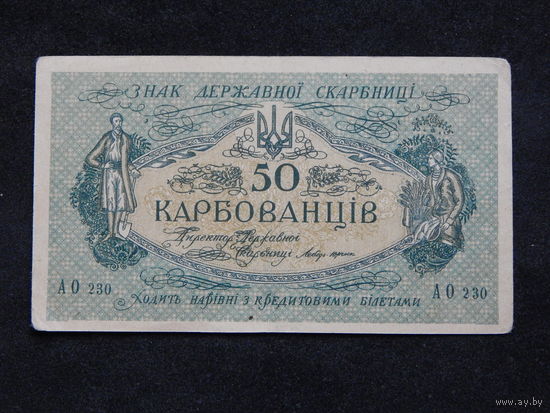 ЗНАК ДЕРЖАВНОЇ СКАРБНИЦІ
50
КАРБОВАНЦІВ
Директор Державної
Скарбниці
АО 230 АО 230
ХОДИТЬ НАРІВНІ З КРЕДИТОВИМИ БІЛЕТАМИ
www.ay.by